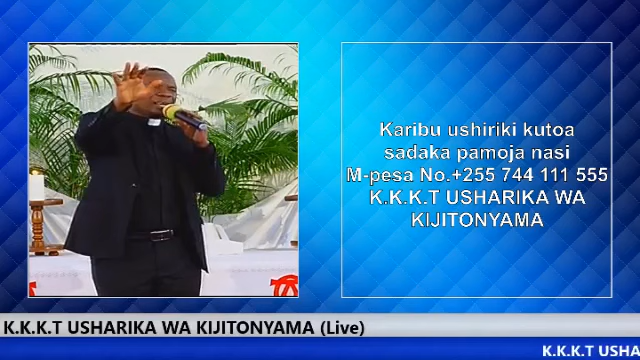 Karibu ushiriki kutoa
sadaka pamoja nasi
M-pesa No.+255 744 111 555
K.K.K.T USHARIKA WA
KIJITONYAMA
K.K.K.T USHARIKA WA KIJITONYAMA (Live)
K.K.K.T USHA